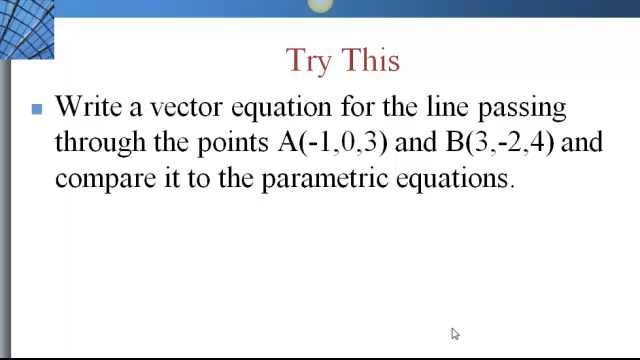 Try This
Write a vector equation for the line passing
through the points A(-1,0,3) and B(3,-2,4) and
compare it to the parametric equations.